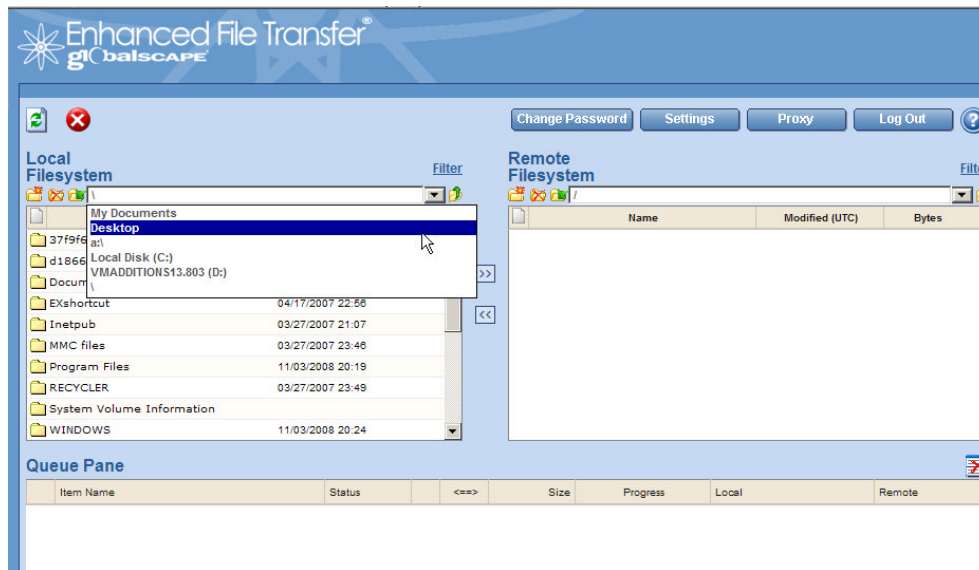 Enhanced File Transfer®
globalscape
Change Password Settings Proxy Log Out ?
Local
Filesystem
Filter
\
My Documents
Desktop
a:\
Local Disk (C:)
VMADDITIONS13.803 (D:)
\
37f9f6
d1866
Docum
EXshortcut 04/17/2007 22:56
Inetpub 03/27/2007 21:07
MMC files 03/27/2007 23:46
Program Files 11/03/2008 20:19
RECYCLER 03/27/2007 23:49
System Volume Information
WINDOWS 11/03/2008 20:24
>>
<<
Remote
Filesystem
Filte
/
Name Modified (UTC) Bytes
Queue Pane
Item Name Status <==> Size Progress Local Remote